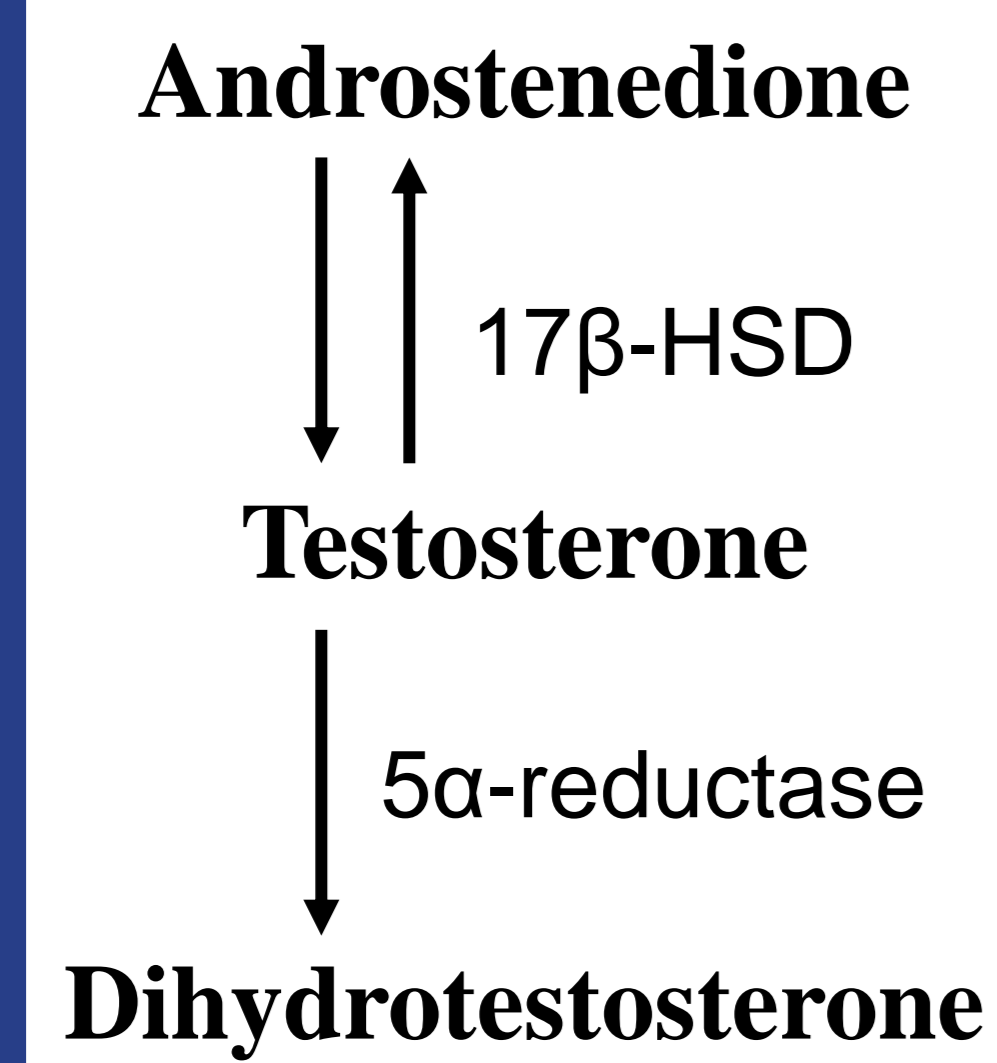 Androstenedione
17β-HSD
Testosterone
5α-reductase
Dihydrotestosterone